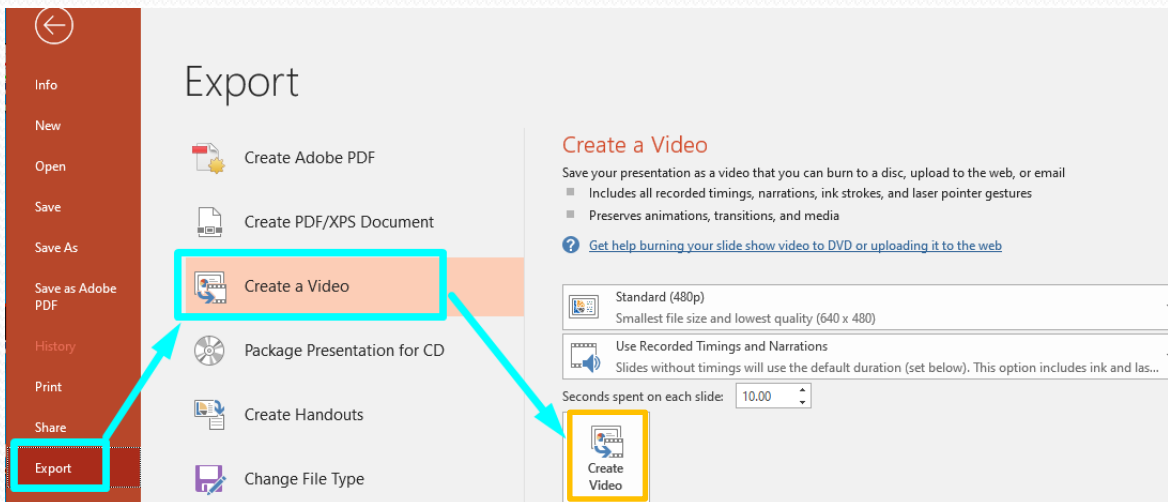 Info
New
Open
Save
Save As
Save as Adobe
PDF
History
Print
Share
Export
Export
Create Adobe PDF
Create PDF/XPS Document
Create a Video
Package Presentation for CD
Create Handouts
Change File Type
Create a Video
Save your presentation as a video that you can burn to a disc, upload to the web, or email
Includes all recorded timings, narrations, ink strokes, and laser pointer gestures
Preserves animations, transitions, and media
Get help burning your slide show video to DVD or uploading it to the web
Standard (480p)
Smallest file size and lowest quality (640 x 480)
Use Recorded Timings and Narrations
Slides without timings will use the default duration (set below). This option includes ink and las...
Seconds spent on each slide: 10.00
Create
Video